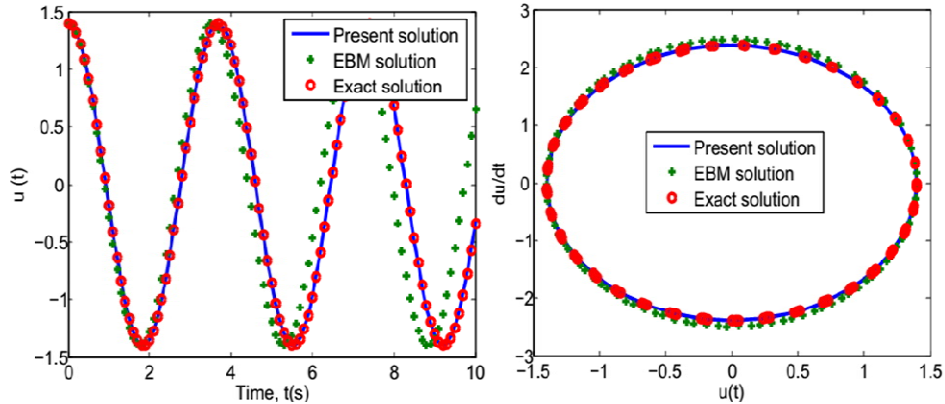 1.5
1
0.5
0
−0.5
−1
−1.5
u (t)
0
2
4
6
8
10
Time, t(s)
Present solution
EBM solution
Exact solution
3
2
1
0
−1
−2
−3
du/dt
−1.5
−1
−0.5
0
0.5
1
1.5
u(t)
Present solution
EBM solution
Exact solution